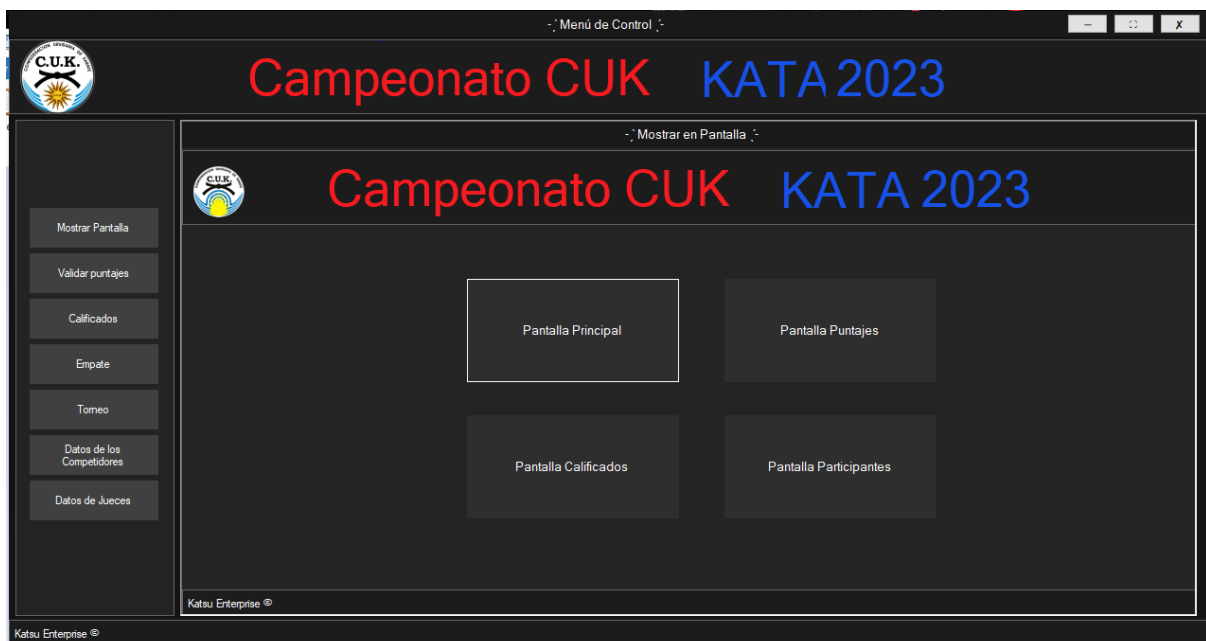 -¦ Menú de Control ¦-
C.U.K.
Campeonato CUK KATA 2023
-¦ Mostrar en Pantalla ¦-
C.U.K.
Campeonato CUK KATA 2023
Mostrar Pantalla
Validar puntajes
Calificados
Empate
Torneo
Datos de los
Competidores
Datos de Jueces
Pantalla Principal
Pantalla Puntajes
Pantalla Calificados
Pantalla Participantes
Katsu Enterprise ©
Katsu Enterprise ©